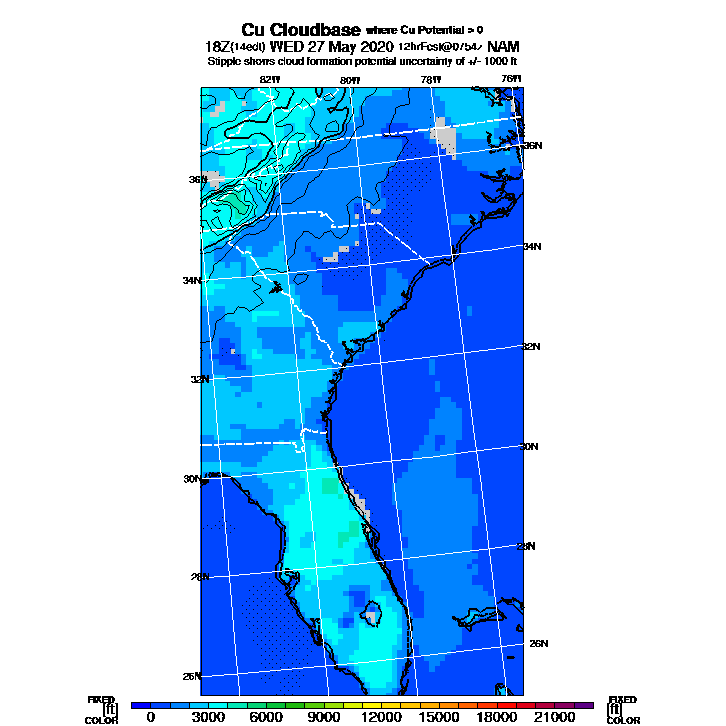 Cu Cloudbase where Cu Potential > 0
18Z(14edt) WED 27 May 2020 12hrFcst@0754z NAM
Stipple shows cloud formation potential uncertainty of +/- 1000 ft
82W 80W 78W 76W
36N
36N
34N
34N
32N
32N
30N
30N
28N
28N
26N
26N
FIXED FIXED
[ft] [ft]
COLOR COLOR
0 3000 6000 9000 12000 15000 18000 21000